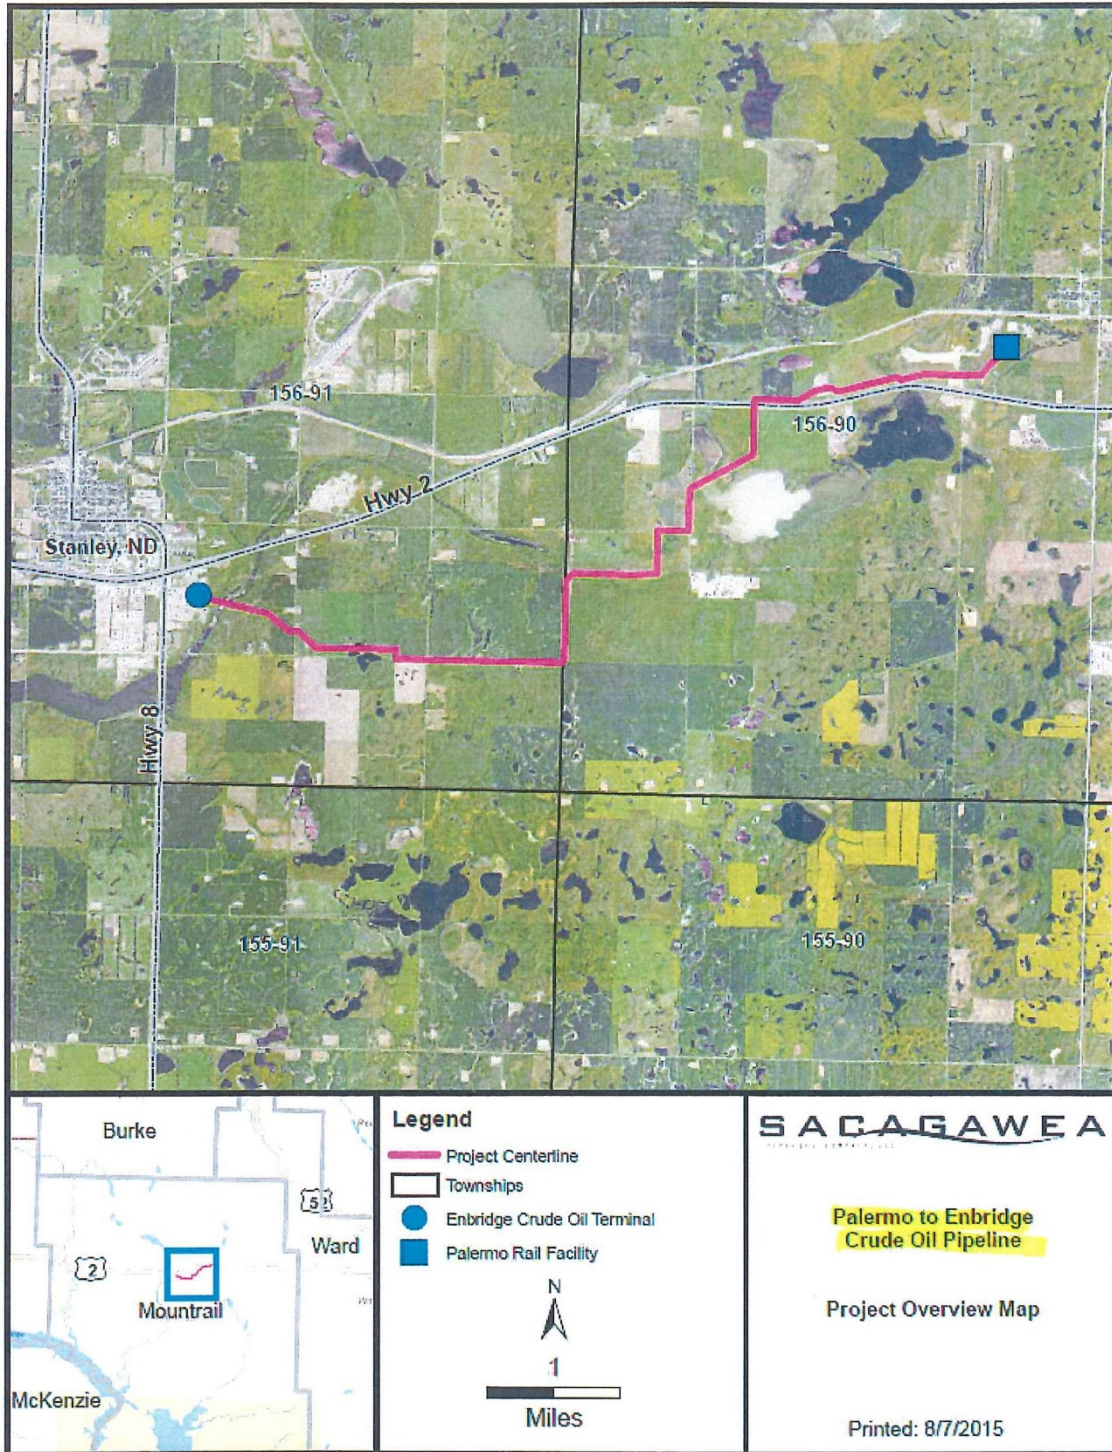 156-91
156-90
Hwy 2
Stanley, ND
Hwy 8
155-91
155-90
Burke
52
Ward
2
Mountrail
McKenzie
Legend
Project Centerline
Townships
Enbridge Crude Oil Terminal
Palermo Rail Facility
N
1
Miles
SACAGAWEA
Palermo to Enbridge
Crude Oil Pipeline
Project Overview Map
Printed: 8/7/2015